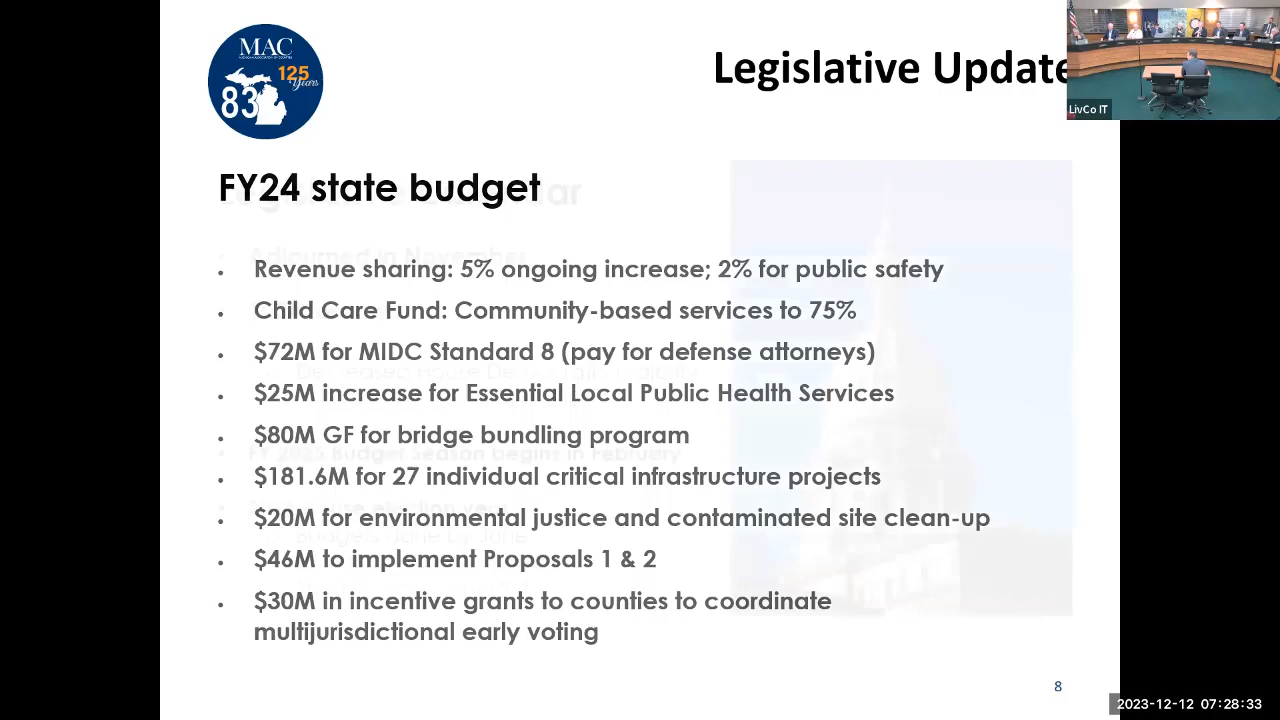 MAC
MICHIGAN ASSOCIATION OF COUNTIES
125
Years
83
Legislative Update
LivCo IT
FY24 state budget
• Revenue sharing: 5% ongoing increase; 2% for public safety
• Child Care Fund: Community-based services to 75%
• $72M for MIDC Standard 8 (pay for defense attorneys)
• $25M increase for Essential Local Public Health Services
• $80M GF for bridge bundling program
• $181.6M for 27 individual critical infrastructure projects
• $20M for environmental justice and contaminated site clean-up
• $46M to implement Proposals 1 & 2
• $30M in incentive grants to counties to coordinate
multijurisdictional early voting
8
2023-12-12 07:28:33